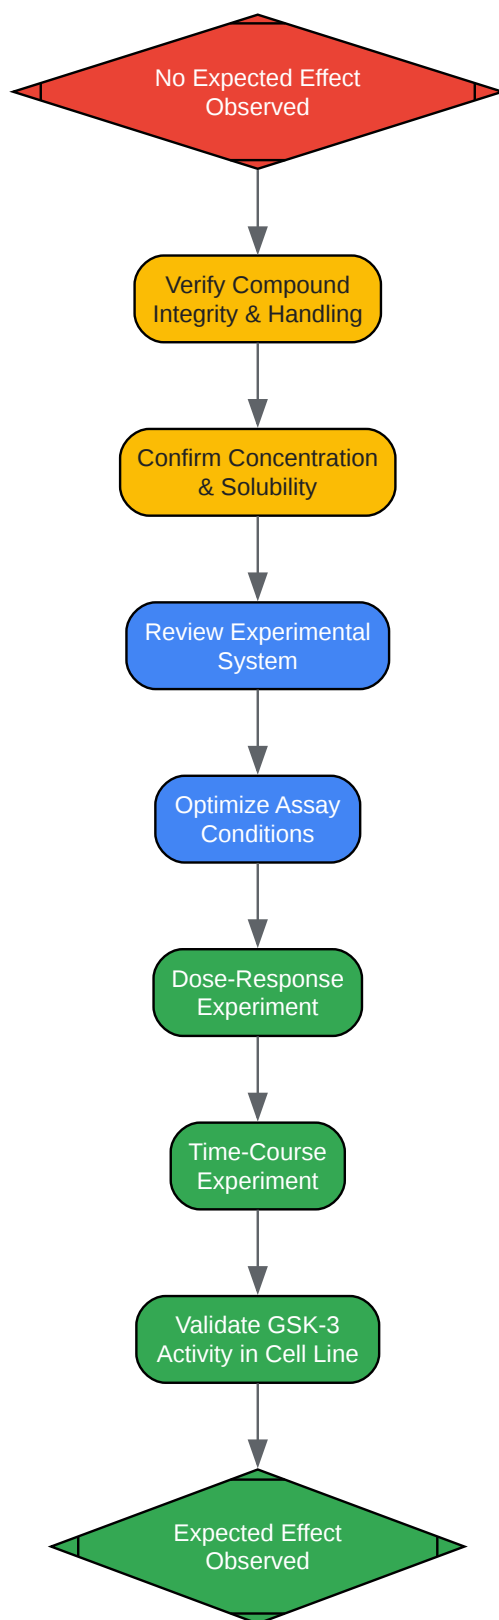 No Expected Effect
Observed
Verify Compound
Integrity & Handling
Confirm Concentration
& Solubility
Review Experimental
System
Optimize Assay
Conditions
Dose-Response
Experiment
Time-Course
Experiment
Validate GSK-3
Activity in Cell Line
Expected Effect
Observed